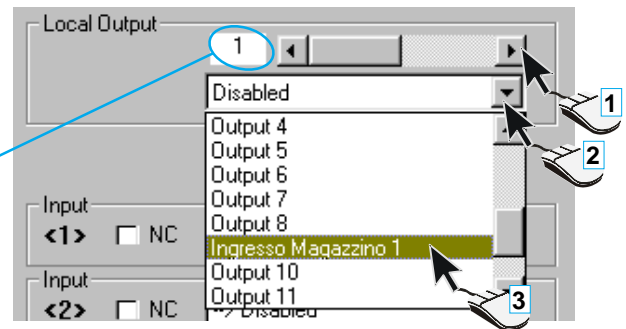 Local Output
1
1
Disabled
2
Output 4
Output 5
Output 6
Output 7
Output 8
Input
<1> NC
Ingresso Magazzino 1
Output 10
Input
Output 11
3
<2> NC
Disabled